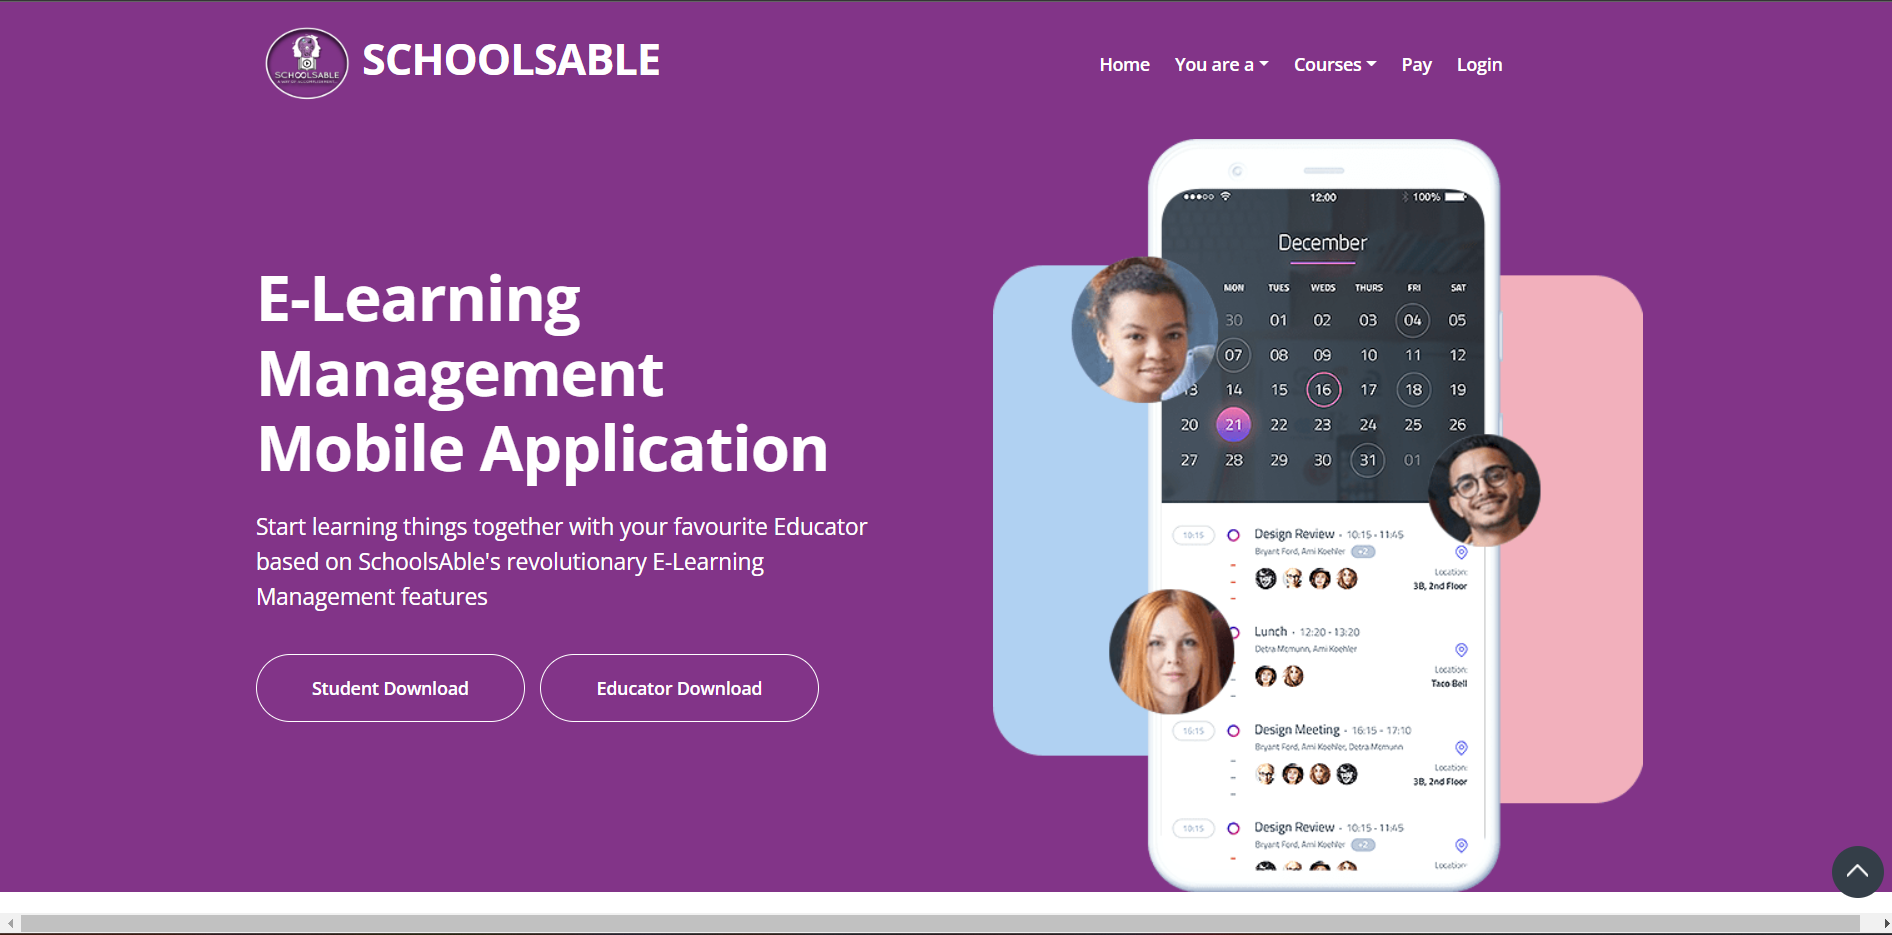 SCHOOLSABLE
SCHOOLSABLE
Home You are a Courses Pay Login
E-Learning
Management
Mobile Application
Start learning things together with your favourite Educator
based on SchoolsAble's revolutionary E-Learning
Management features
Student Download Educator Download
12:00 100%
December
MON TUES WEDS THURS FRI SAT
30 01 02 03 04 05
07 08 09 10 11 12
13 14 15 16 17 18 19
20 21 22 23 24 25 26
27 28 29 30 31 01
10:15 Design Review • 10:15 - 11:45
Bryant Ford, Ami Koehler +2
Location:
3B, 2nd Floor
Lunch • 12:20 - 13:20
Detra Mcmunn, Ami Koehler
Location:
Taco Bell
16:15 Design Meeting • 16:15 - 17:10
Bryant Ford, Ami Koehler, Detra Mcmunn
Location:
3B, 2nd Floor
10:15 Design Review • 10:15 - 11:45
Bryant Ford, Ami Koehler +2
Location: